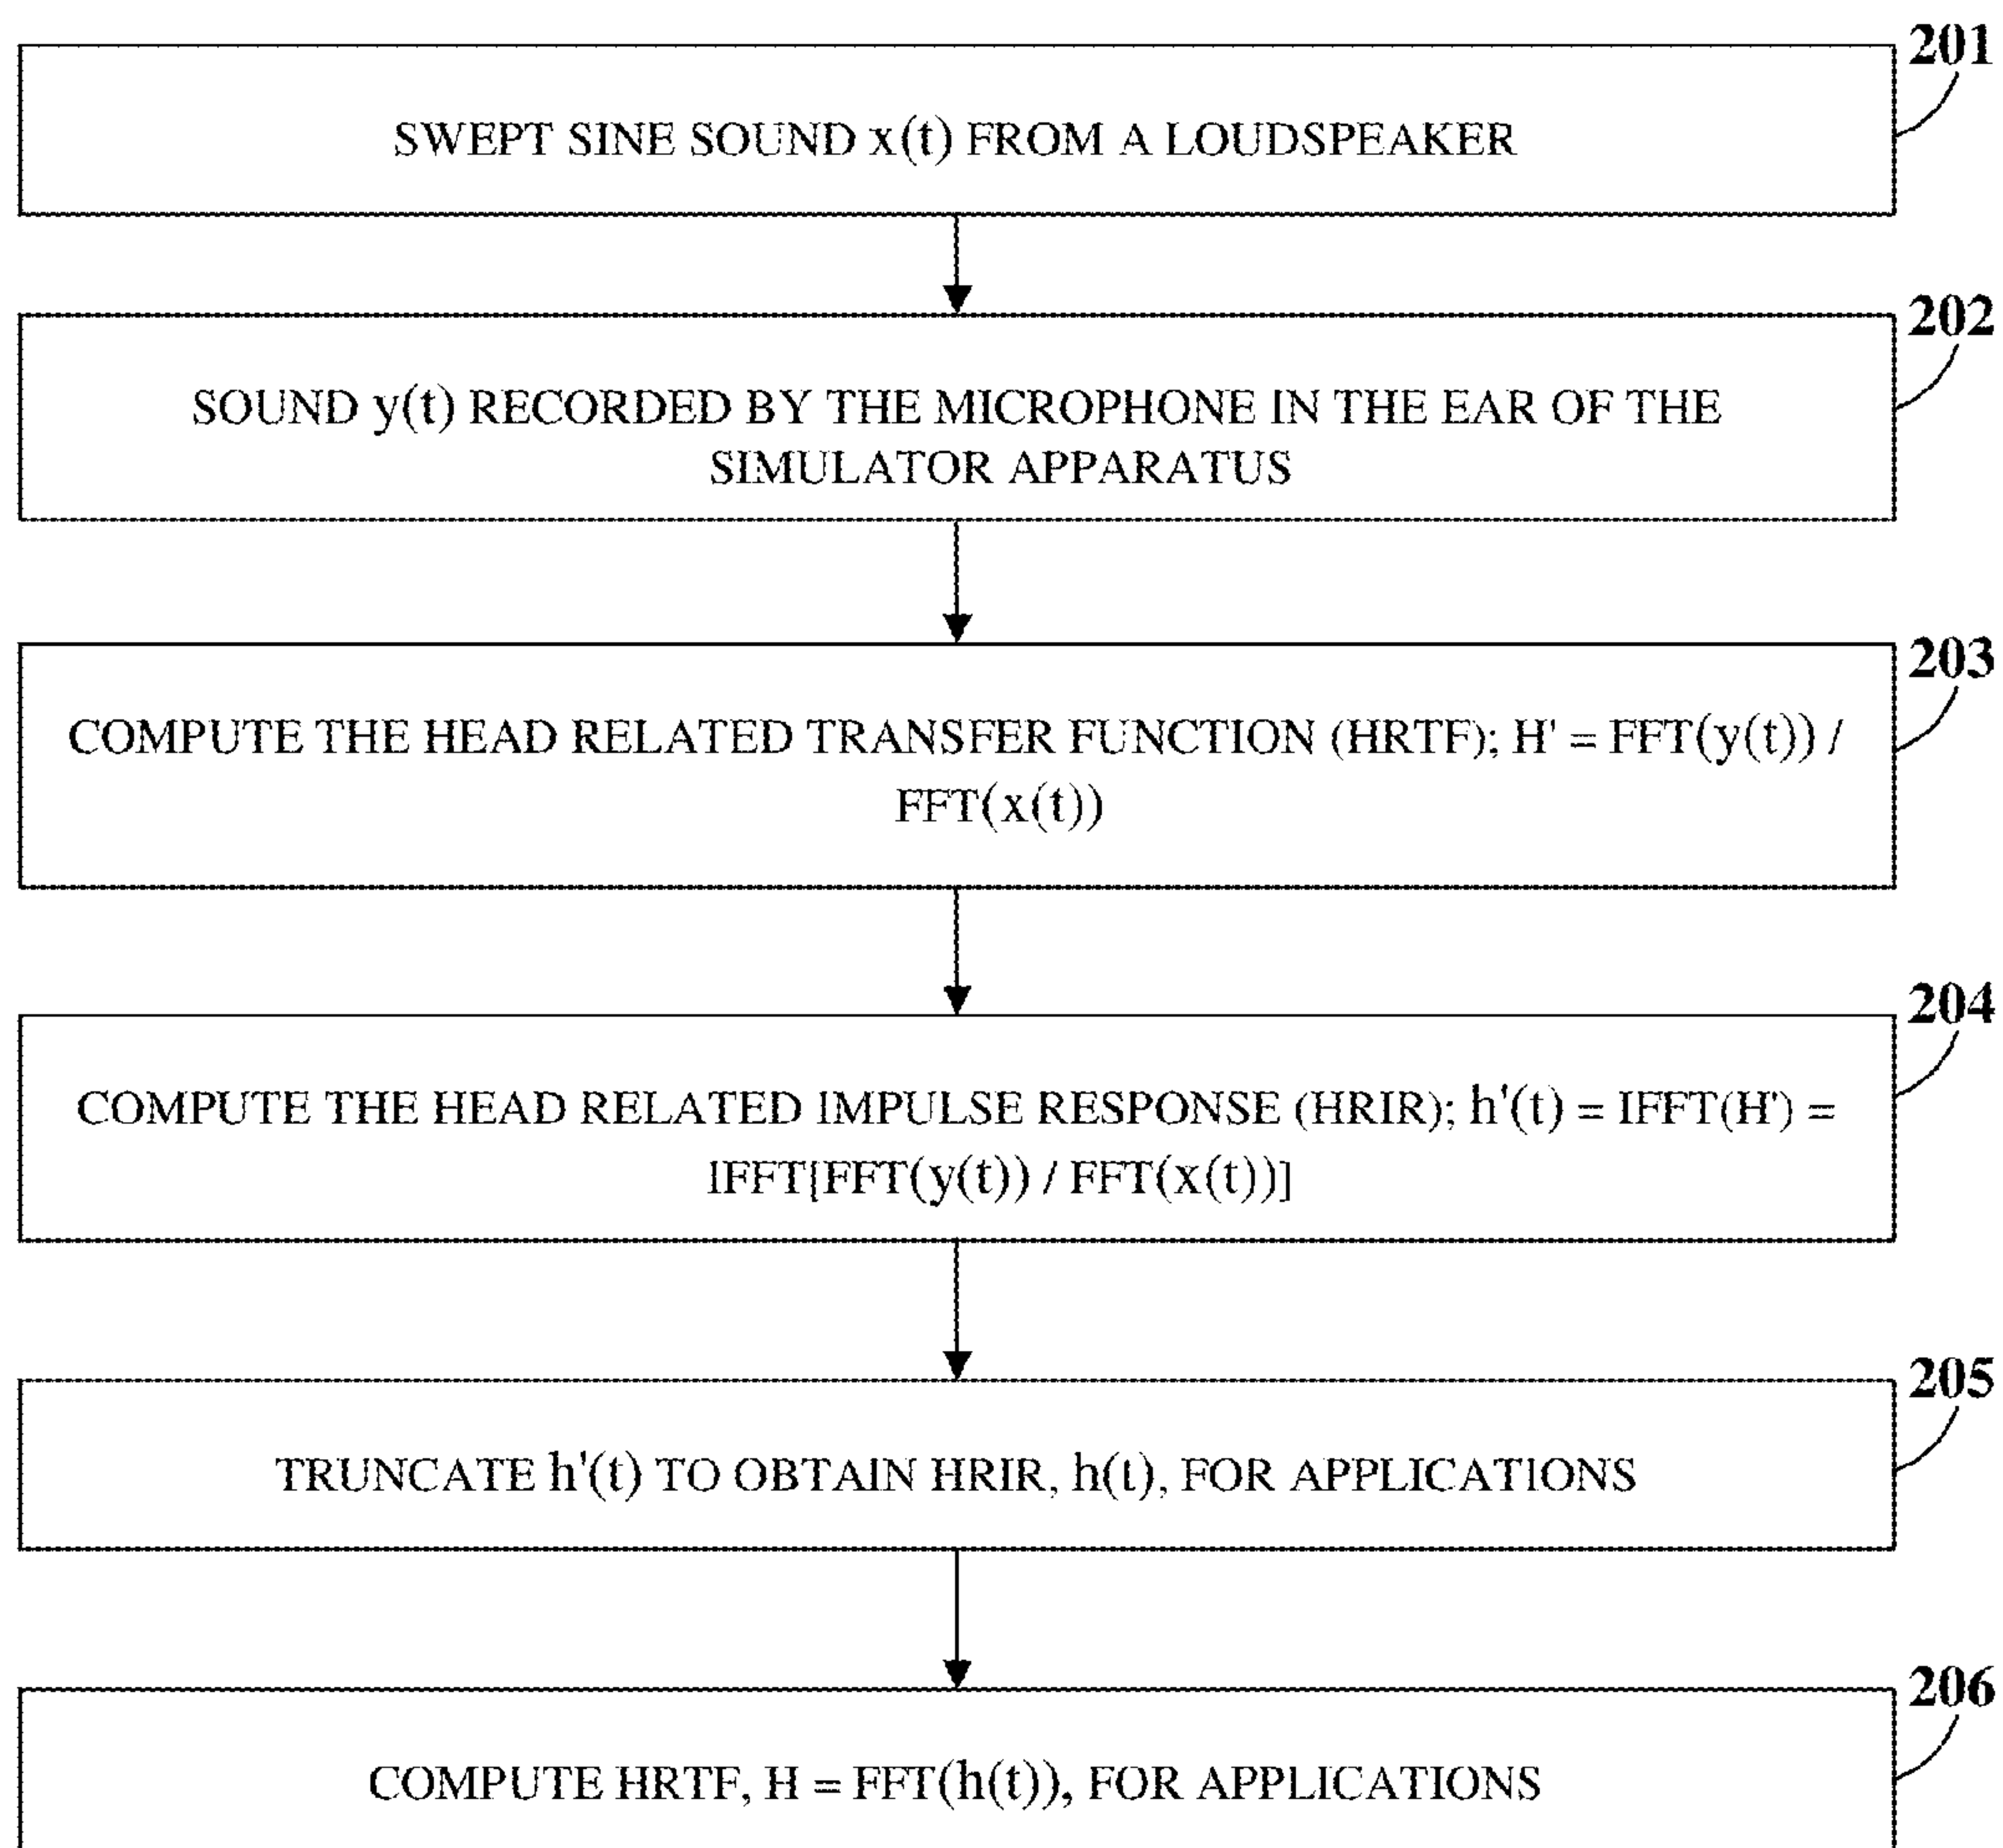 201
SWEPT SINE SOUND x(t) FROM A LOUDSPEAKER
202
SOUND y(t) RECORDED BY THE MICROPHONE IN THE EAR OF THE
SIMULATOR APPARATUS
203
COMPUTE THE HEAD RELATED TRANSFER FUNCTION (HRTF); H' = FFT(y(t)) /
FFT(x(t))
204
COMPUTE THE HEAD RELATED IMPULSE RESPONSE (HRIR); h'(t) = IFFT(H') =
IFFT[FFT(y(t)) / FFT(x(t))]
205
TRUNCATE h'(t) TO OBTAIN HRIR, h(t), FOR APPLICATIONS
206
COMPUTE HRTF, H = FFT(h(t)), FOR APPLICATIONS